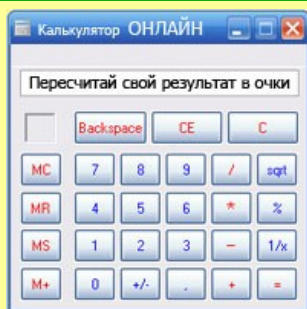 Калькулятор ОНЛАЙН
Пересчитай свой результат в очки
Backspace CE C
MC 7 8 9 / sqrt
MR 4 5 6 * %
MS 1 2 3 - 1/x
M+ 0 +/- . + =